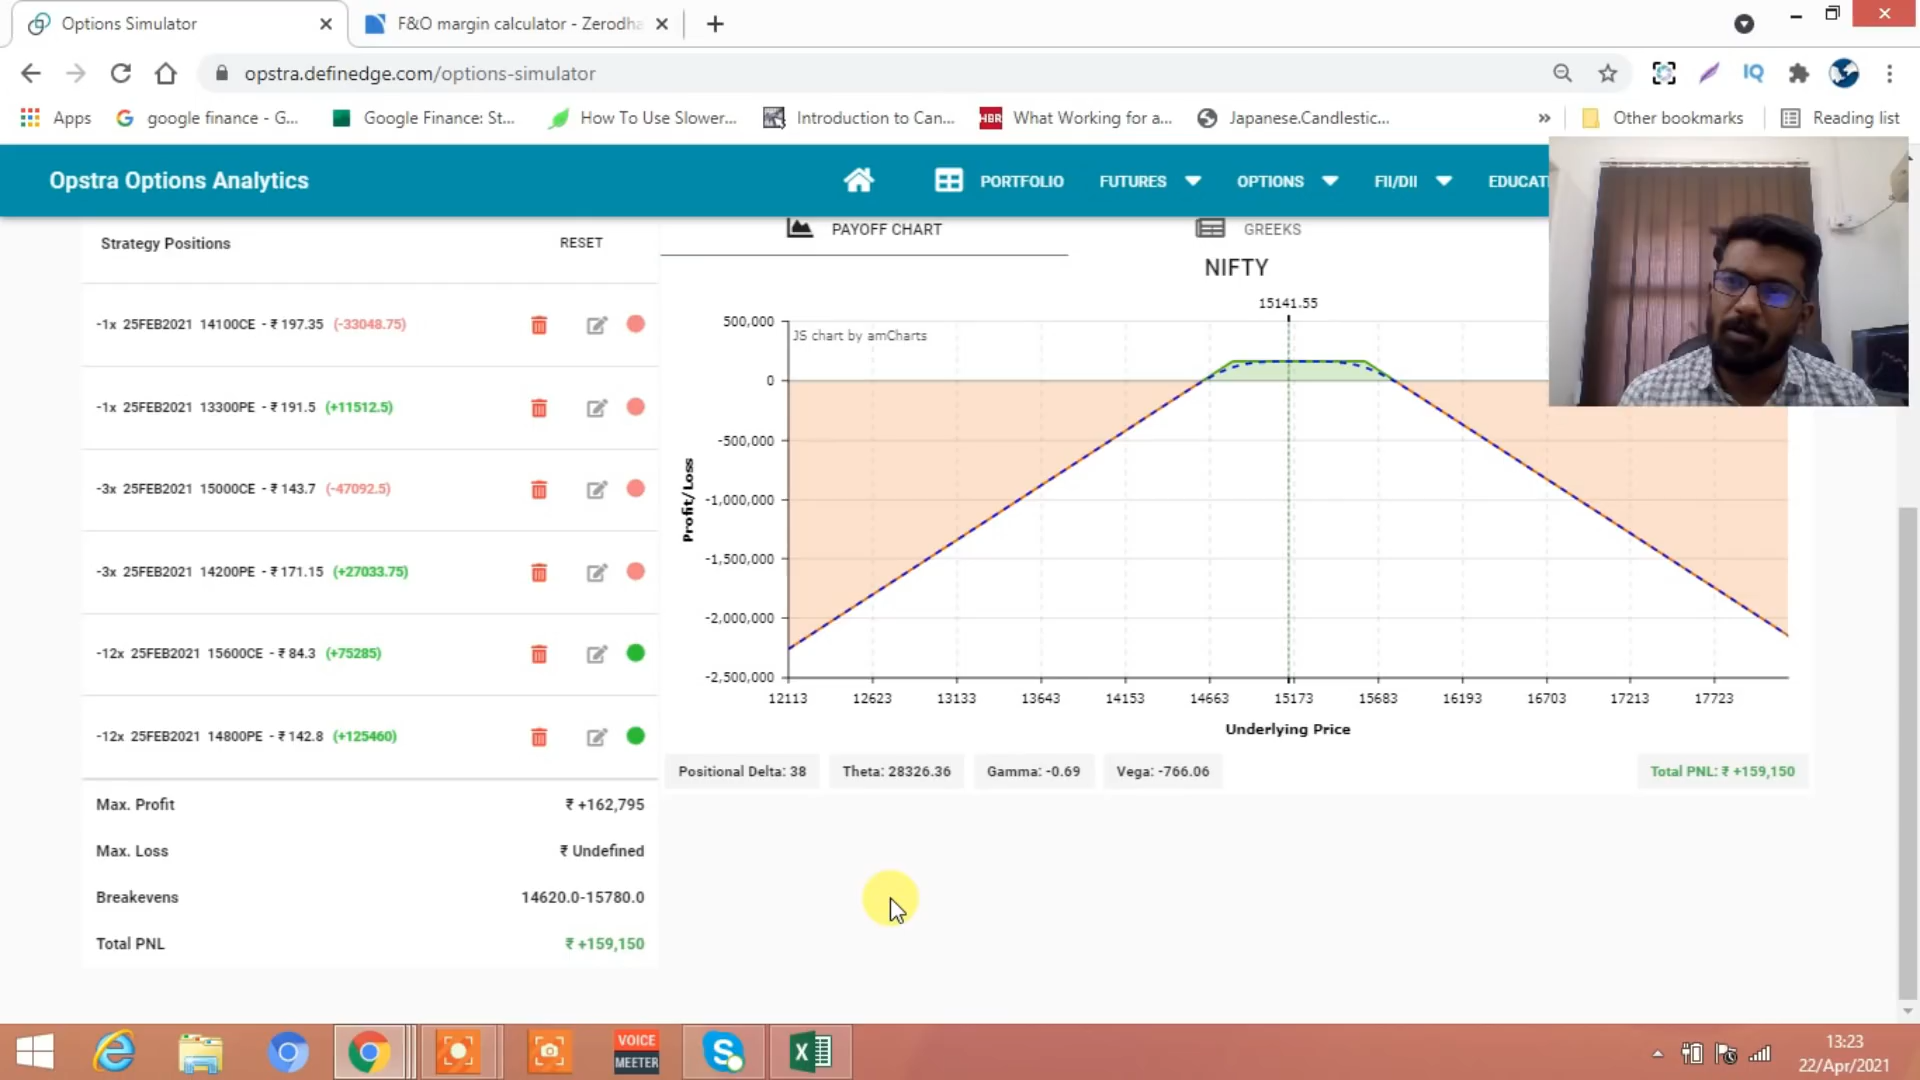 Options Simulator
F&O margin calculator - Zerodha
opstra.definedge.com/options-simulator
IQ
Apps
google finance - G...
Google Finance: St...
How To Use Slower...
Introduction to Can...
HBR
What Working for a...
Japanese.Candlestic...
»
Other bookmarks
Reading list
Opstra Options Analytics
PORTFOLIO
FUTURES
OPTIONS
FII/DII
EDUCATI
Strategy Positions
RESET
PAYOFF CHART
GREEKS
-1x 25FEB2021 14100CE - ₹ 197.35 (-33048.75)
-1x 25FEB2021 13300PE - ₹ 191.5 (+11512.5)
-3x 25FEB2021 15000CE - ₹ 143.7 (-47092.5)
-3x 25FEB2021 14200PE - ₹ 171.15 (+27033.75)
-12x 25FEB2021 15600CE - ₹ 84.3 (+75285)
-12x 25FEB2021 14800PE - ₹ 142.8 (+125460)
Max. Profit ₹ +162,795
Max. Loss ₹ Undefined
Breakevens 14620.0-15780.0
Total PNL ₹ +159,150
NIFTY
15141.55
JS chart by amCharts
500,000
0
-500,000
-1,000,000
-1,500,000
-2,000,000
-2,500,000
Profit/Loss
12113 12623 13133 13643 14153 14663 15173 15683 16193 16703 17213 17723
Underlying Price
Positional Delta: 38
Theta: 28326.36
Gamma: -0.69
Vega: -766.06
Total PNL: ₹ +159,150
VOICE
MEETER
13:23
22/Apr/2021